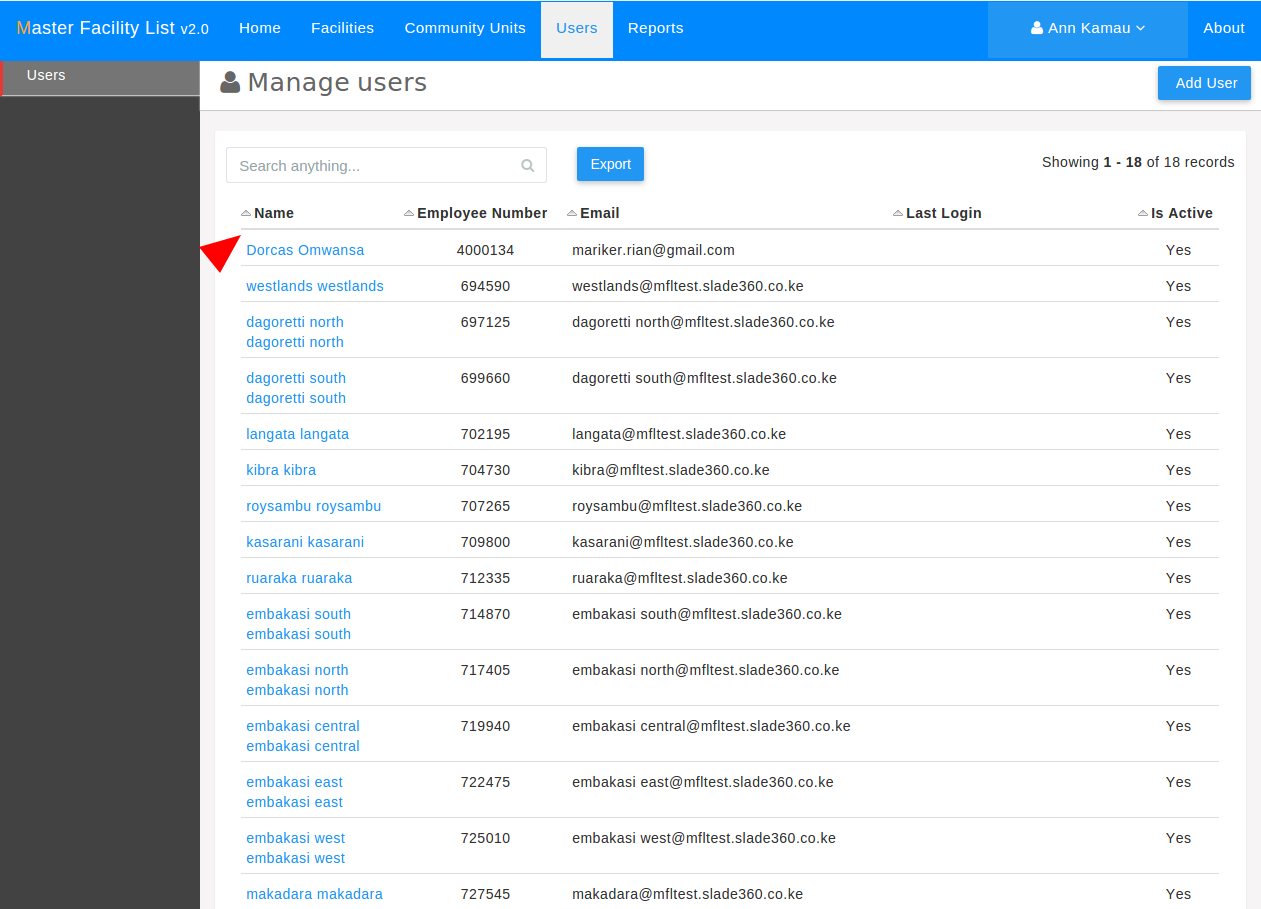 Master Facility List v2.0 Home Facilities Community Units Users Reports Ann Kamau About
Users
Manage users Add User
Search anything... Export Showing 1 - 18 of 18 records
Name Employee Number Email Last Login Is Active
Dorcas Omwansa 4000134 mariker.rian@gmail.com Yes
westlands westlands 694590 westlands@mfltest.slade360.co.ke Yes
dagoretti north 697125 dagoretti north@mfltest.slade360.co.ke Yes
dagoretti north
dagoretti south 699660 dagoretti south@mfltest.slade360.co.ke Yes
dagoretti south
langata langata 702195 langata@mfltest.slade360.co.ke Yes
kibra kibra 704730 kibra@mfltest.slade360.co.ke Yes
roysambu roysambu 707265 roysambu@mfltest.slade360.co.ke Yes
kasarani kasarani 709800 kasarani@mfltest.slade360.co.ke Yes
ruaraka ruaraka 712335 ruaraka@mfltest.slade360.co.ke Yes
embakasi south 714870 embakasi south@mfltest.slade360.co.ke Yes
embakasi south
embakasi north 717405 embakasi north@mfltest.slade360.co.ke Yes
embakasi north
embakasi central 719940 embakasi central@mfltest.slade360.co.ke Yes
embakasi central
embakasi east 722475 embakasi east@mfltest.slade360.co.ke Yes
embakasi east
embakasi west 725010 embakasi west@mfltest.slade360.co.ke Yes
embakasi west
makadara makadara 727545 makadara@mfltest.slade360.co.ke Yes